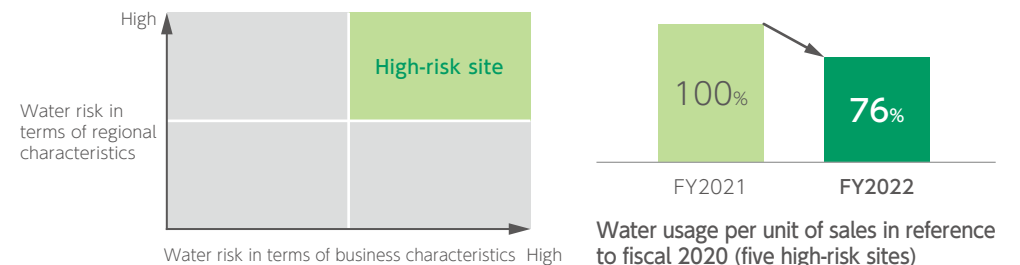 High
High-risk site
Water risk in
terms of regional
characteristics
Water risk in terms of business characteristics High
100%
76%
FY2021
FY2022
Water usage per unit of sales in reference
to fiscal 2020 (five high-risk sites)